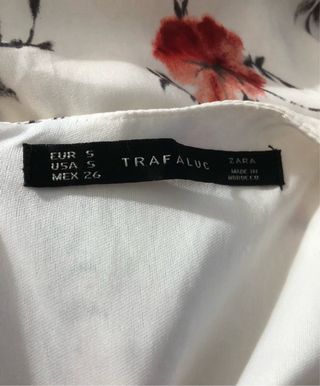 EUR S
USA S
MEX 26
TRAFALUC
ZARA
MADE IN
MOROCCO